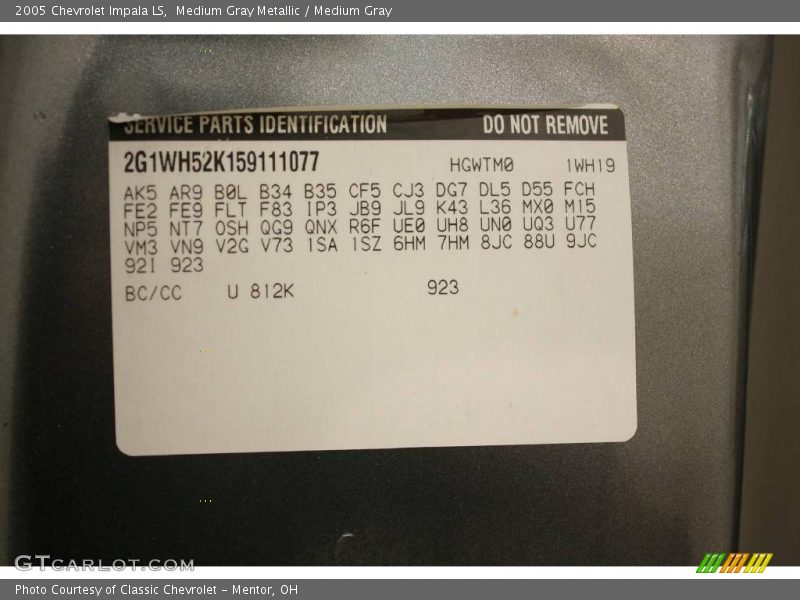 2005 Chevrolet Impala LS,  Medium Gray Metallic / Medium Gray
SERVICE PARTS IDENTIFICATION DO NOT REMOVE
2G1WH52K159111077 HGWTM0 1WH19
AK5 AR9 B0L B34 B35 CF5 CJ3 DG7 DL5 D55 FCH
FE2 FE9 FLT F83 IP3 JB9 JL9 K43 L36 MX0 M15
NP5 NT7 OSH QG9 QNX R6F UE0 UH8 UN0 UQ3 U77
VM3 VN9 V2G V73 1SA 1SZ 6HM 7HM 8JC 88U 9JC
921 923
BC/CC U 812K 923
GTCARLOT.COM
Photo Courtesy of Classic Chevrolet - Mentor, OH